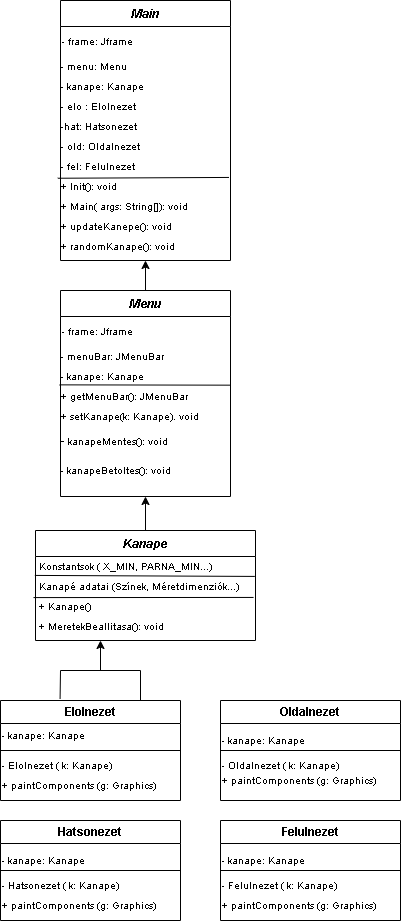 Main
- frame: Jframe
- menu: Menu
- kanape: Kanape
- elo : Elolnezet
-hat: Hatsonezet
- old: Oldalnezet
- fel: Felulnezet
+ Init(): void
+ Main( args: String[]): void
+ updateKanepe(): void
+ randomKanape(): void
Menu
- frame: Jframe
- menuBar: JMenuBar
- kanape: Kanape
+ getMenuBar(): JMenuBar
+ setKanape(k: Kanape). void
- kanapeMentes(): void
- kanapeBetoltes(): void
Kanape
Konstantsok ( X_MIN, PARNA_MIN...)
Kanapé adatai (Színek, Méretdimenziók...)
+ Kanape()
+ MeretekBeallitasa(): void
Elolnezet
- kanape: Kanape
- Elolnezet ( k: Kanape)
+ paintComponents (g: Graphics)
Oldalnezet
- kanape: Kanape
- Oldalnezet ( k: Kanape)
+ paintComponents (g: Graphics)
Hatsonezet
- kanape: Kanape
- Hatsonezet ( k: Kanape)
+ paintComponents (g: Graphics)
Felulnezet
- kanape: Kanape
- Felulnezet ( k: Kanape)
+ paintComponents (g: Graphics)